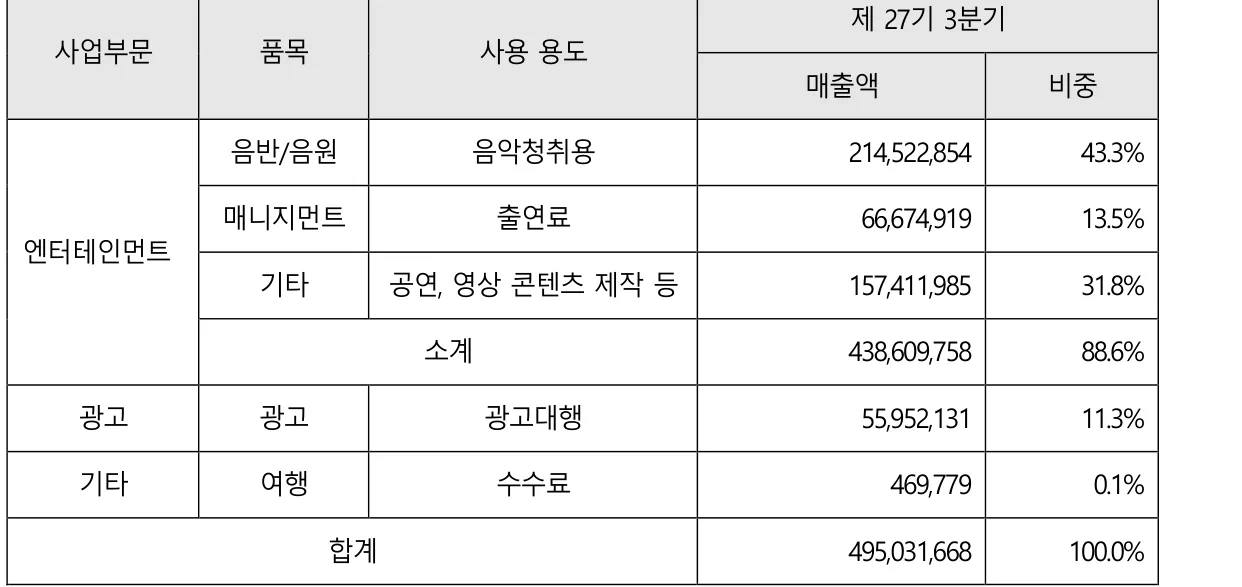 사업부문 품목 사용 용도 제 27기 3분기
매출액 비중
엔터테인먼트 음반/음원 음악청취용 214,522,854 43.3%
매니지먼트 출연료 66,674,919 13.5%
기타 공연, 영상 콘텐츠 제작 등 157,411,985 31.8%
소계 438,609,758 88.6%
광고 광고 광고대행 55,952,131 11.3%
기타 여행 수수료 469,779 0.1%
합계 495,031,668 100.0%